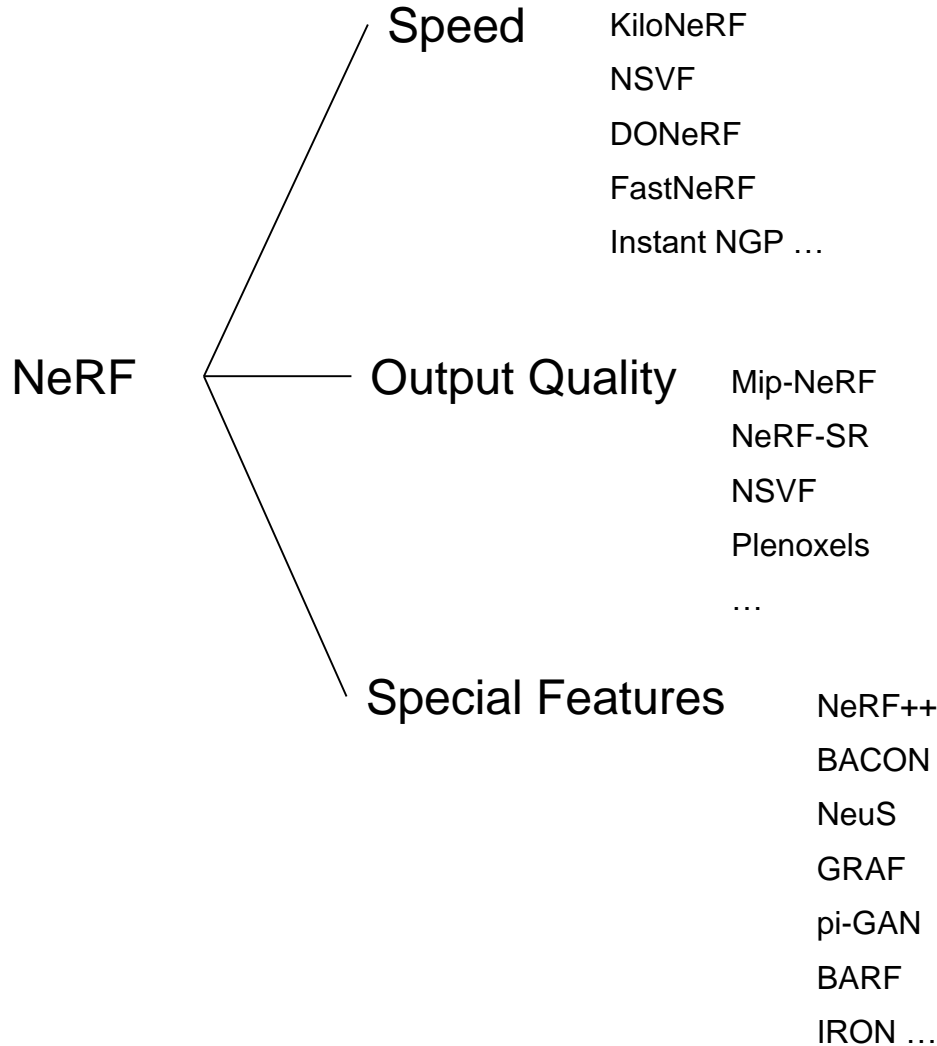 Speed
KiloNeRF
NSVF
DONeRF
FastNeRF
Instant NGP …
NeRF
Output Quality
Mip-NeRF
NeRF-SR
NSVF
Plenoxels
…
Special Features
NeRF++
BACON
NeuS
GRAF
pi-GAN
BARF
IRON …